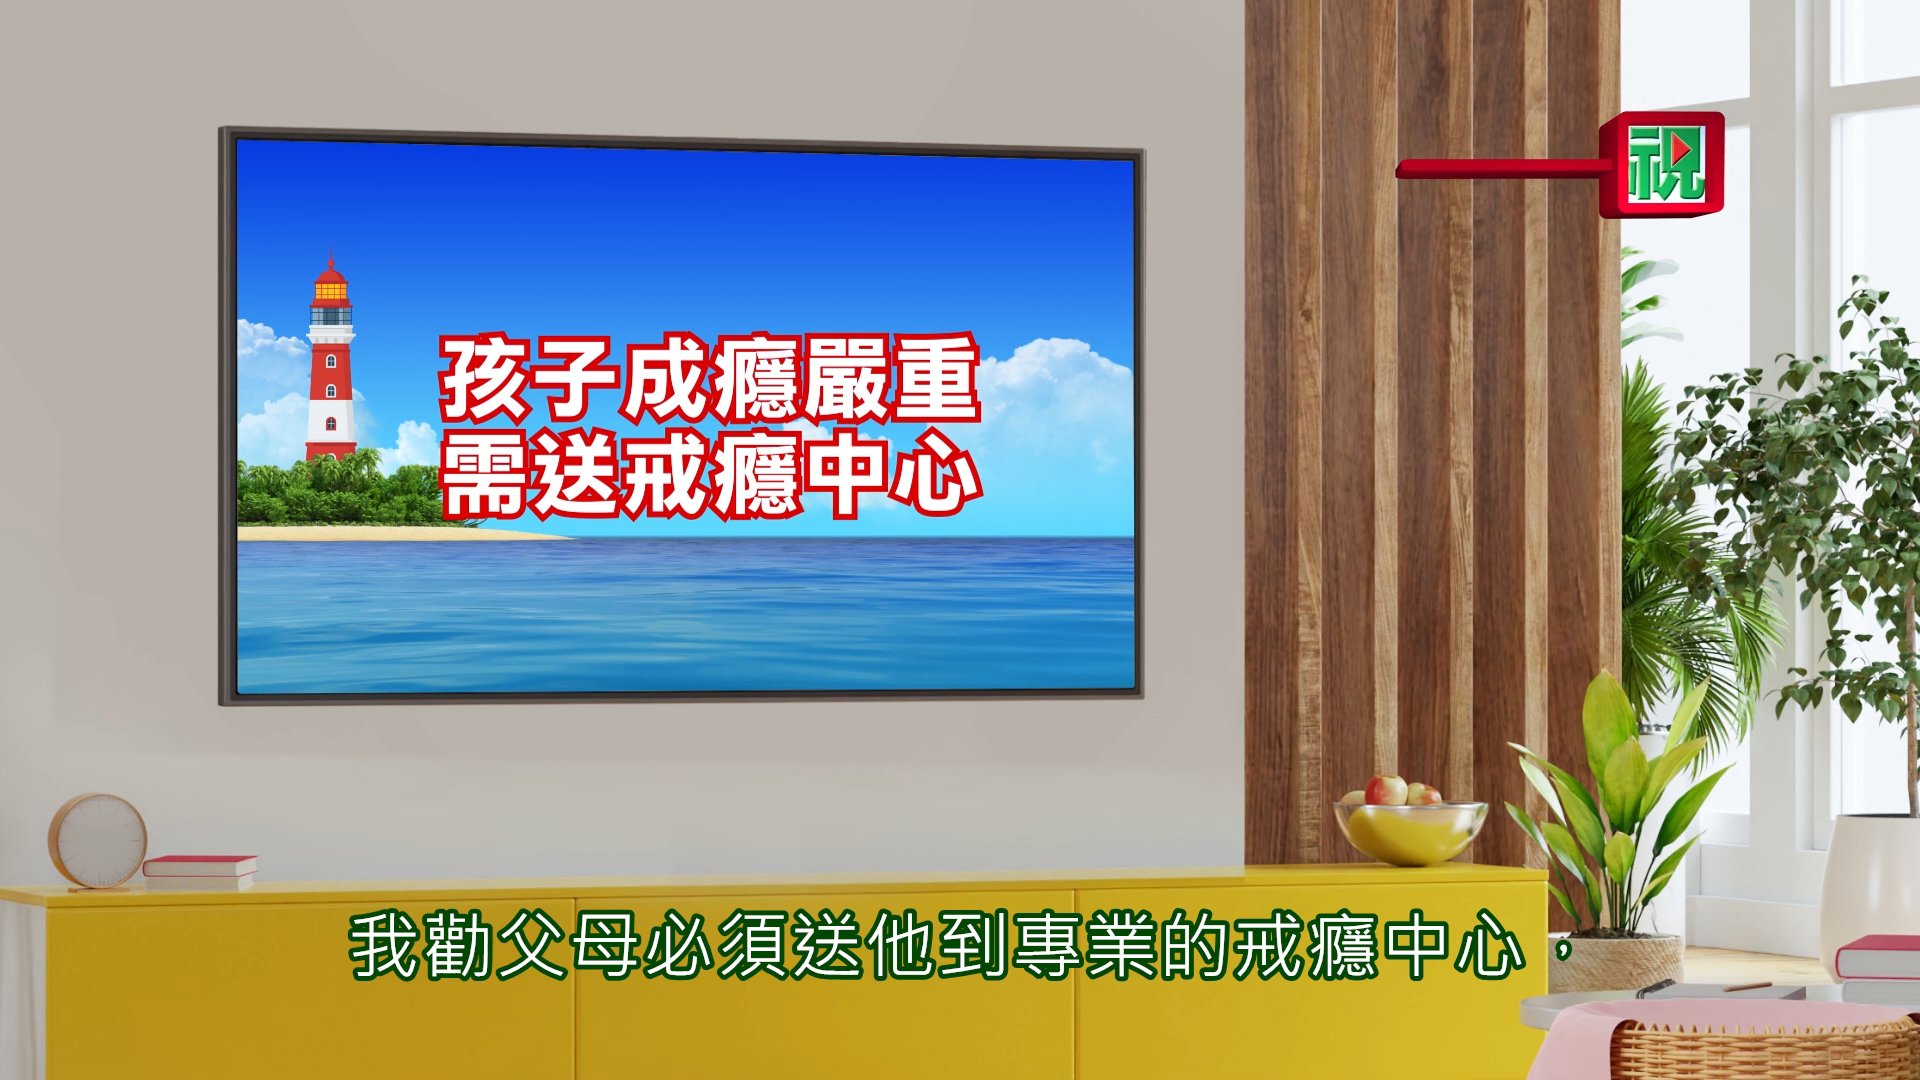 視
孩子成癮嚴重
需送戒癮中心
我勸父母必須送他到專業的戒癮中心，